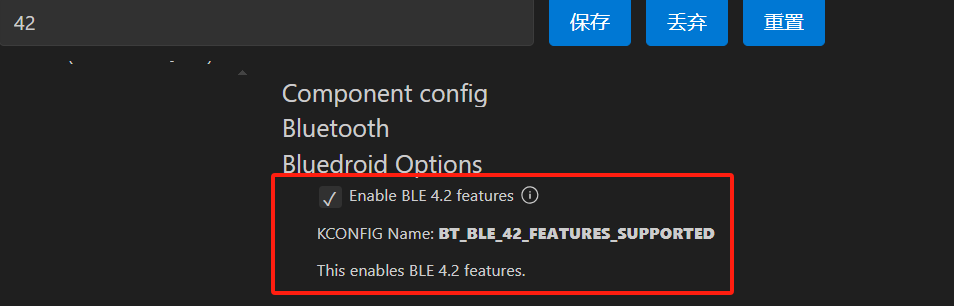 42
保存
丢弃
重置
Component config
Bluetooth
Bluedroid Options
Enable BLE 4.2 features
KCONFIG Name: BT_BLE_42_FEATURES_SUPPORTED
This enables BLE 4.2 features.